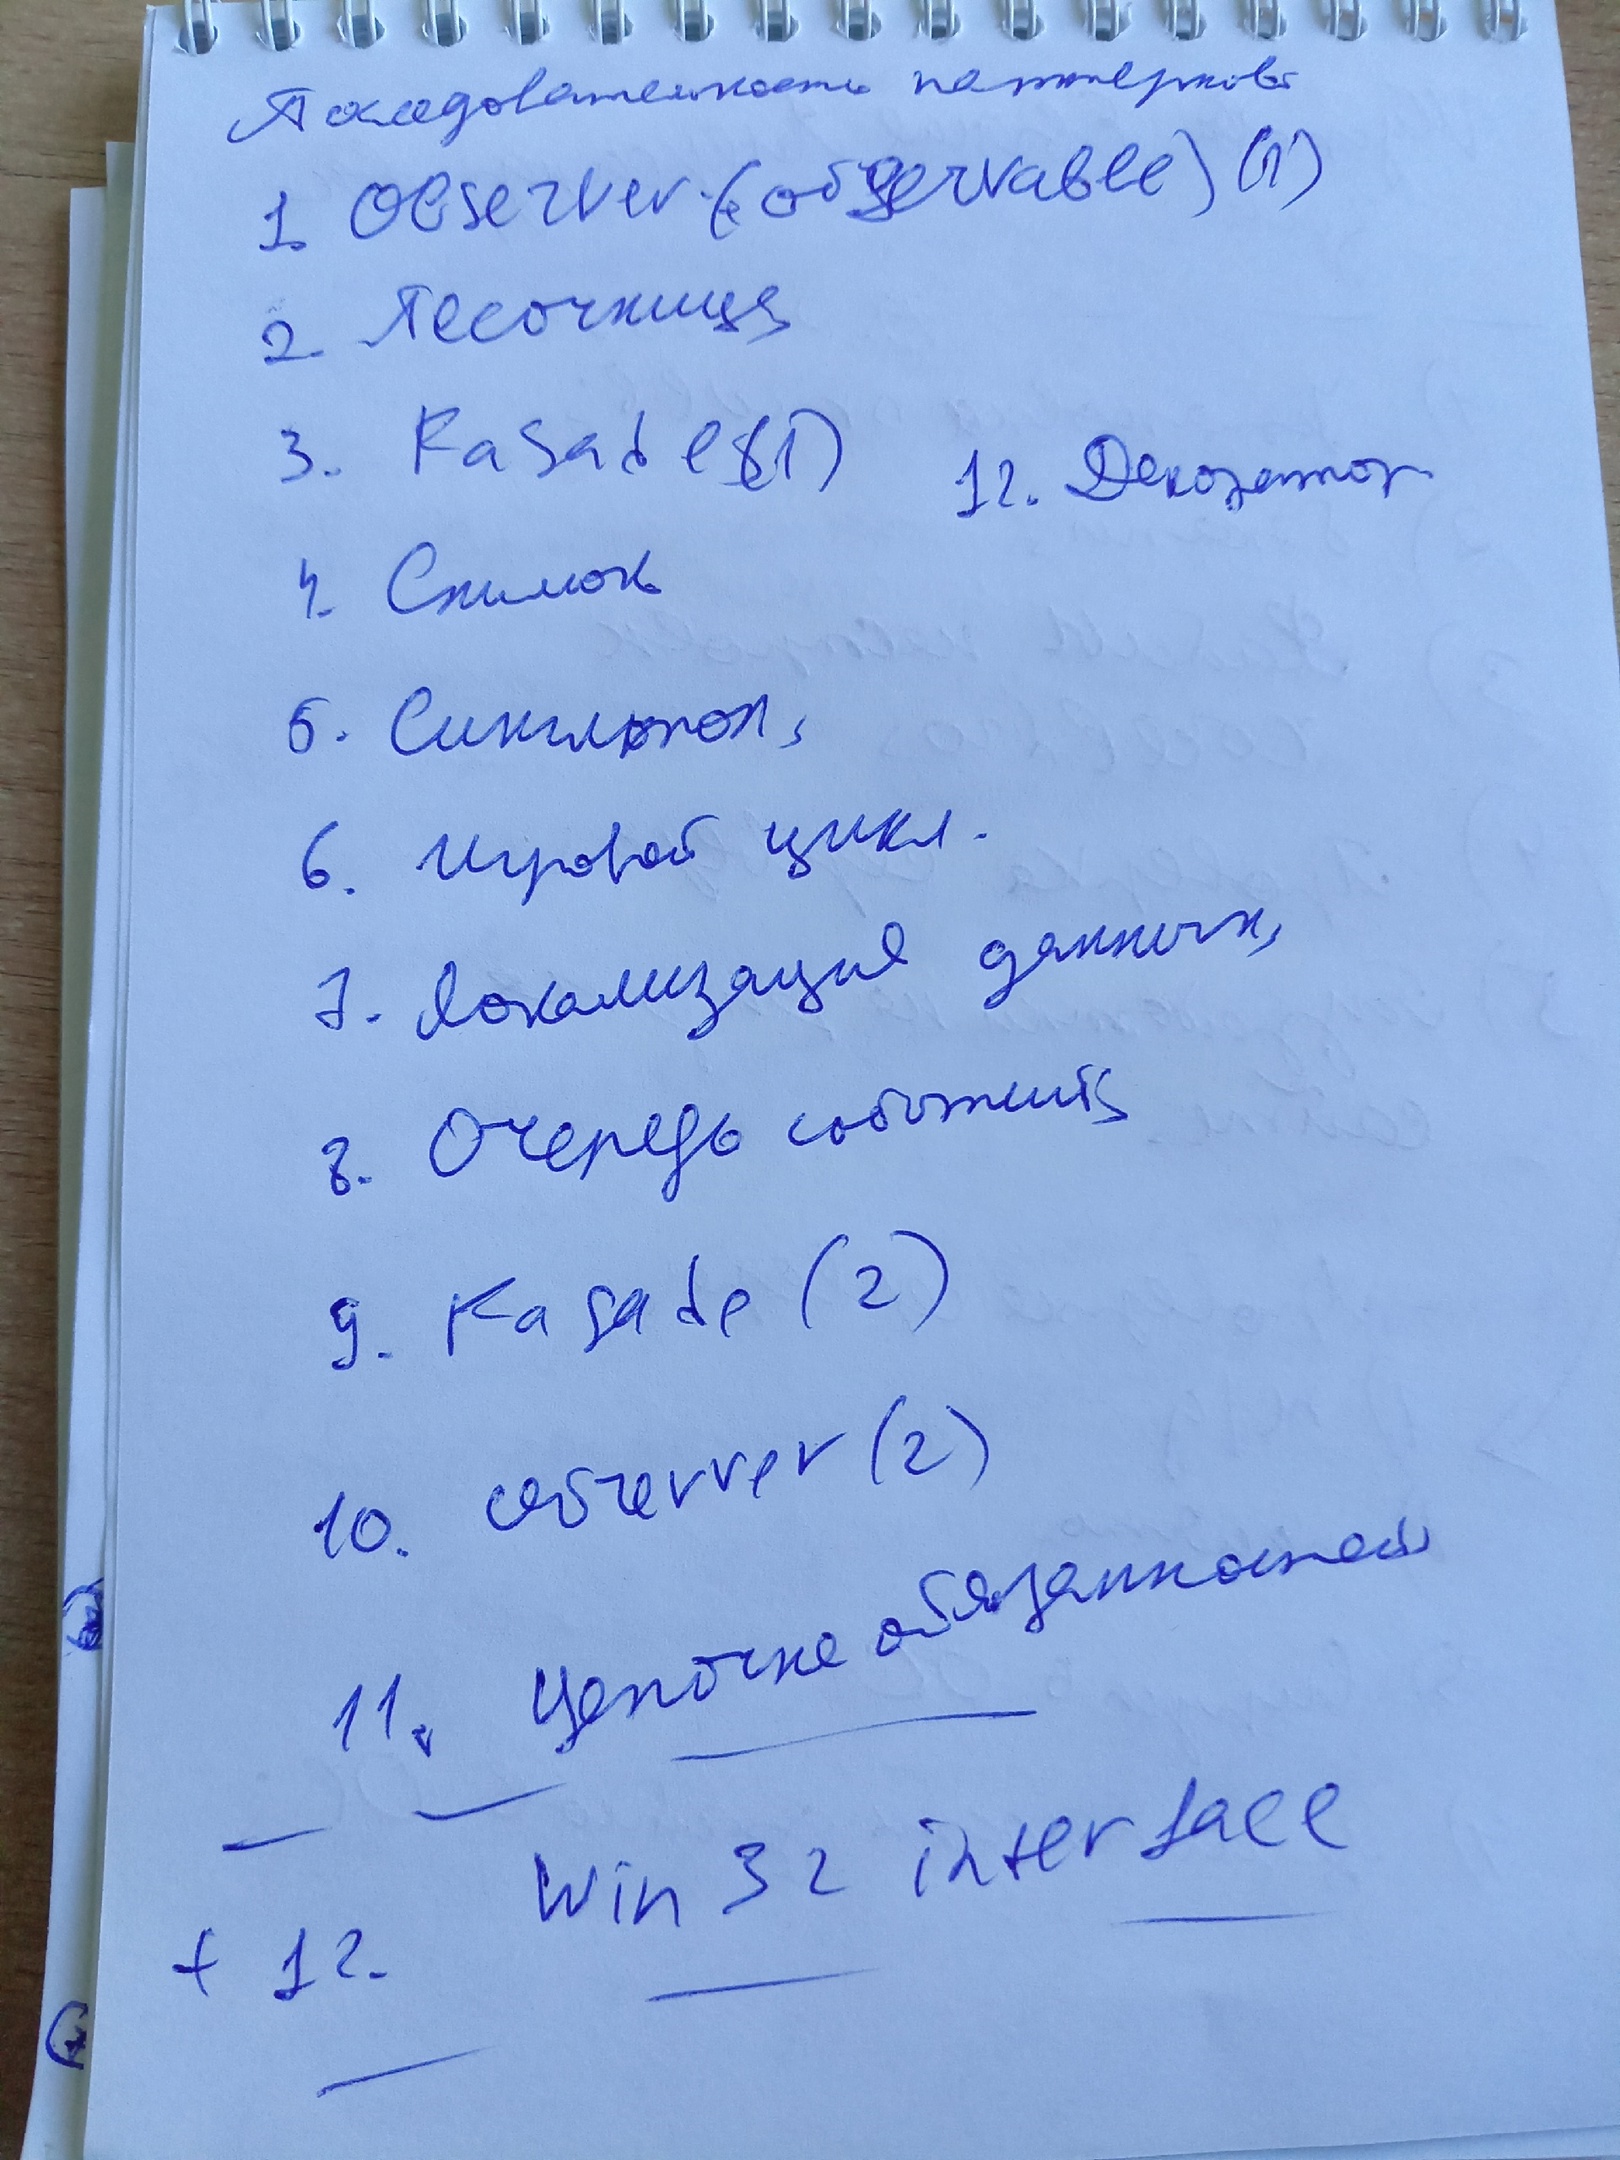 Последовательность паттернов
1. Observer (observable) (1)
2. Песочница
3. Fasade (1)
12. Декоратор
4. Снимок
5. Синглтон,
6. Игровой цикл.
7. Локализация данных,
8. Очередь событий
9. Fasade (2)
10. Observer (2)
11. Цепочка обязанностей
+ 12. Win 32 interface